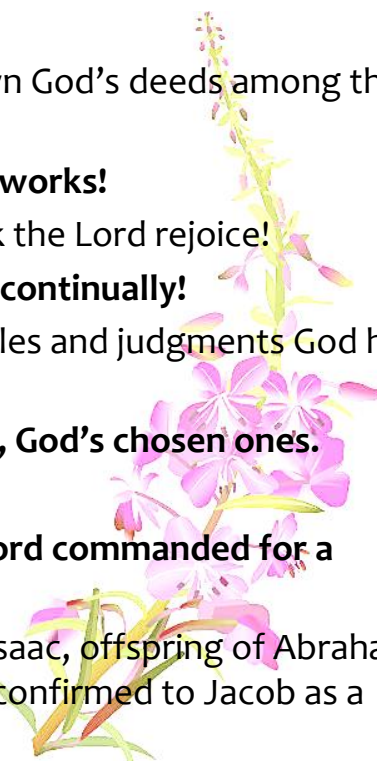 n God’s deeds among th
works!
k the Lord rejoice!
continually!
les and judgments God h
, God’s chosen ones.
ord commanded for a
saac, offspring of Abraha
confirmed to Jacob as a